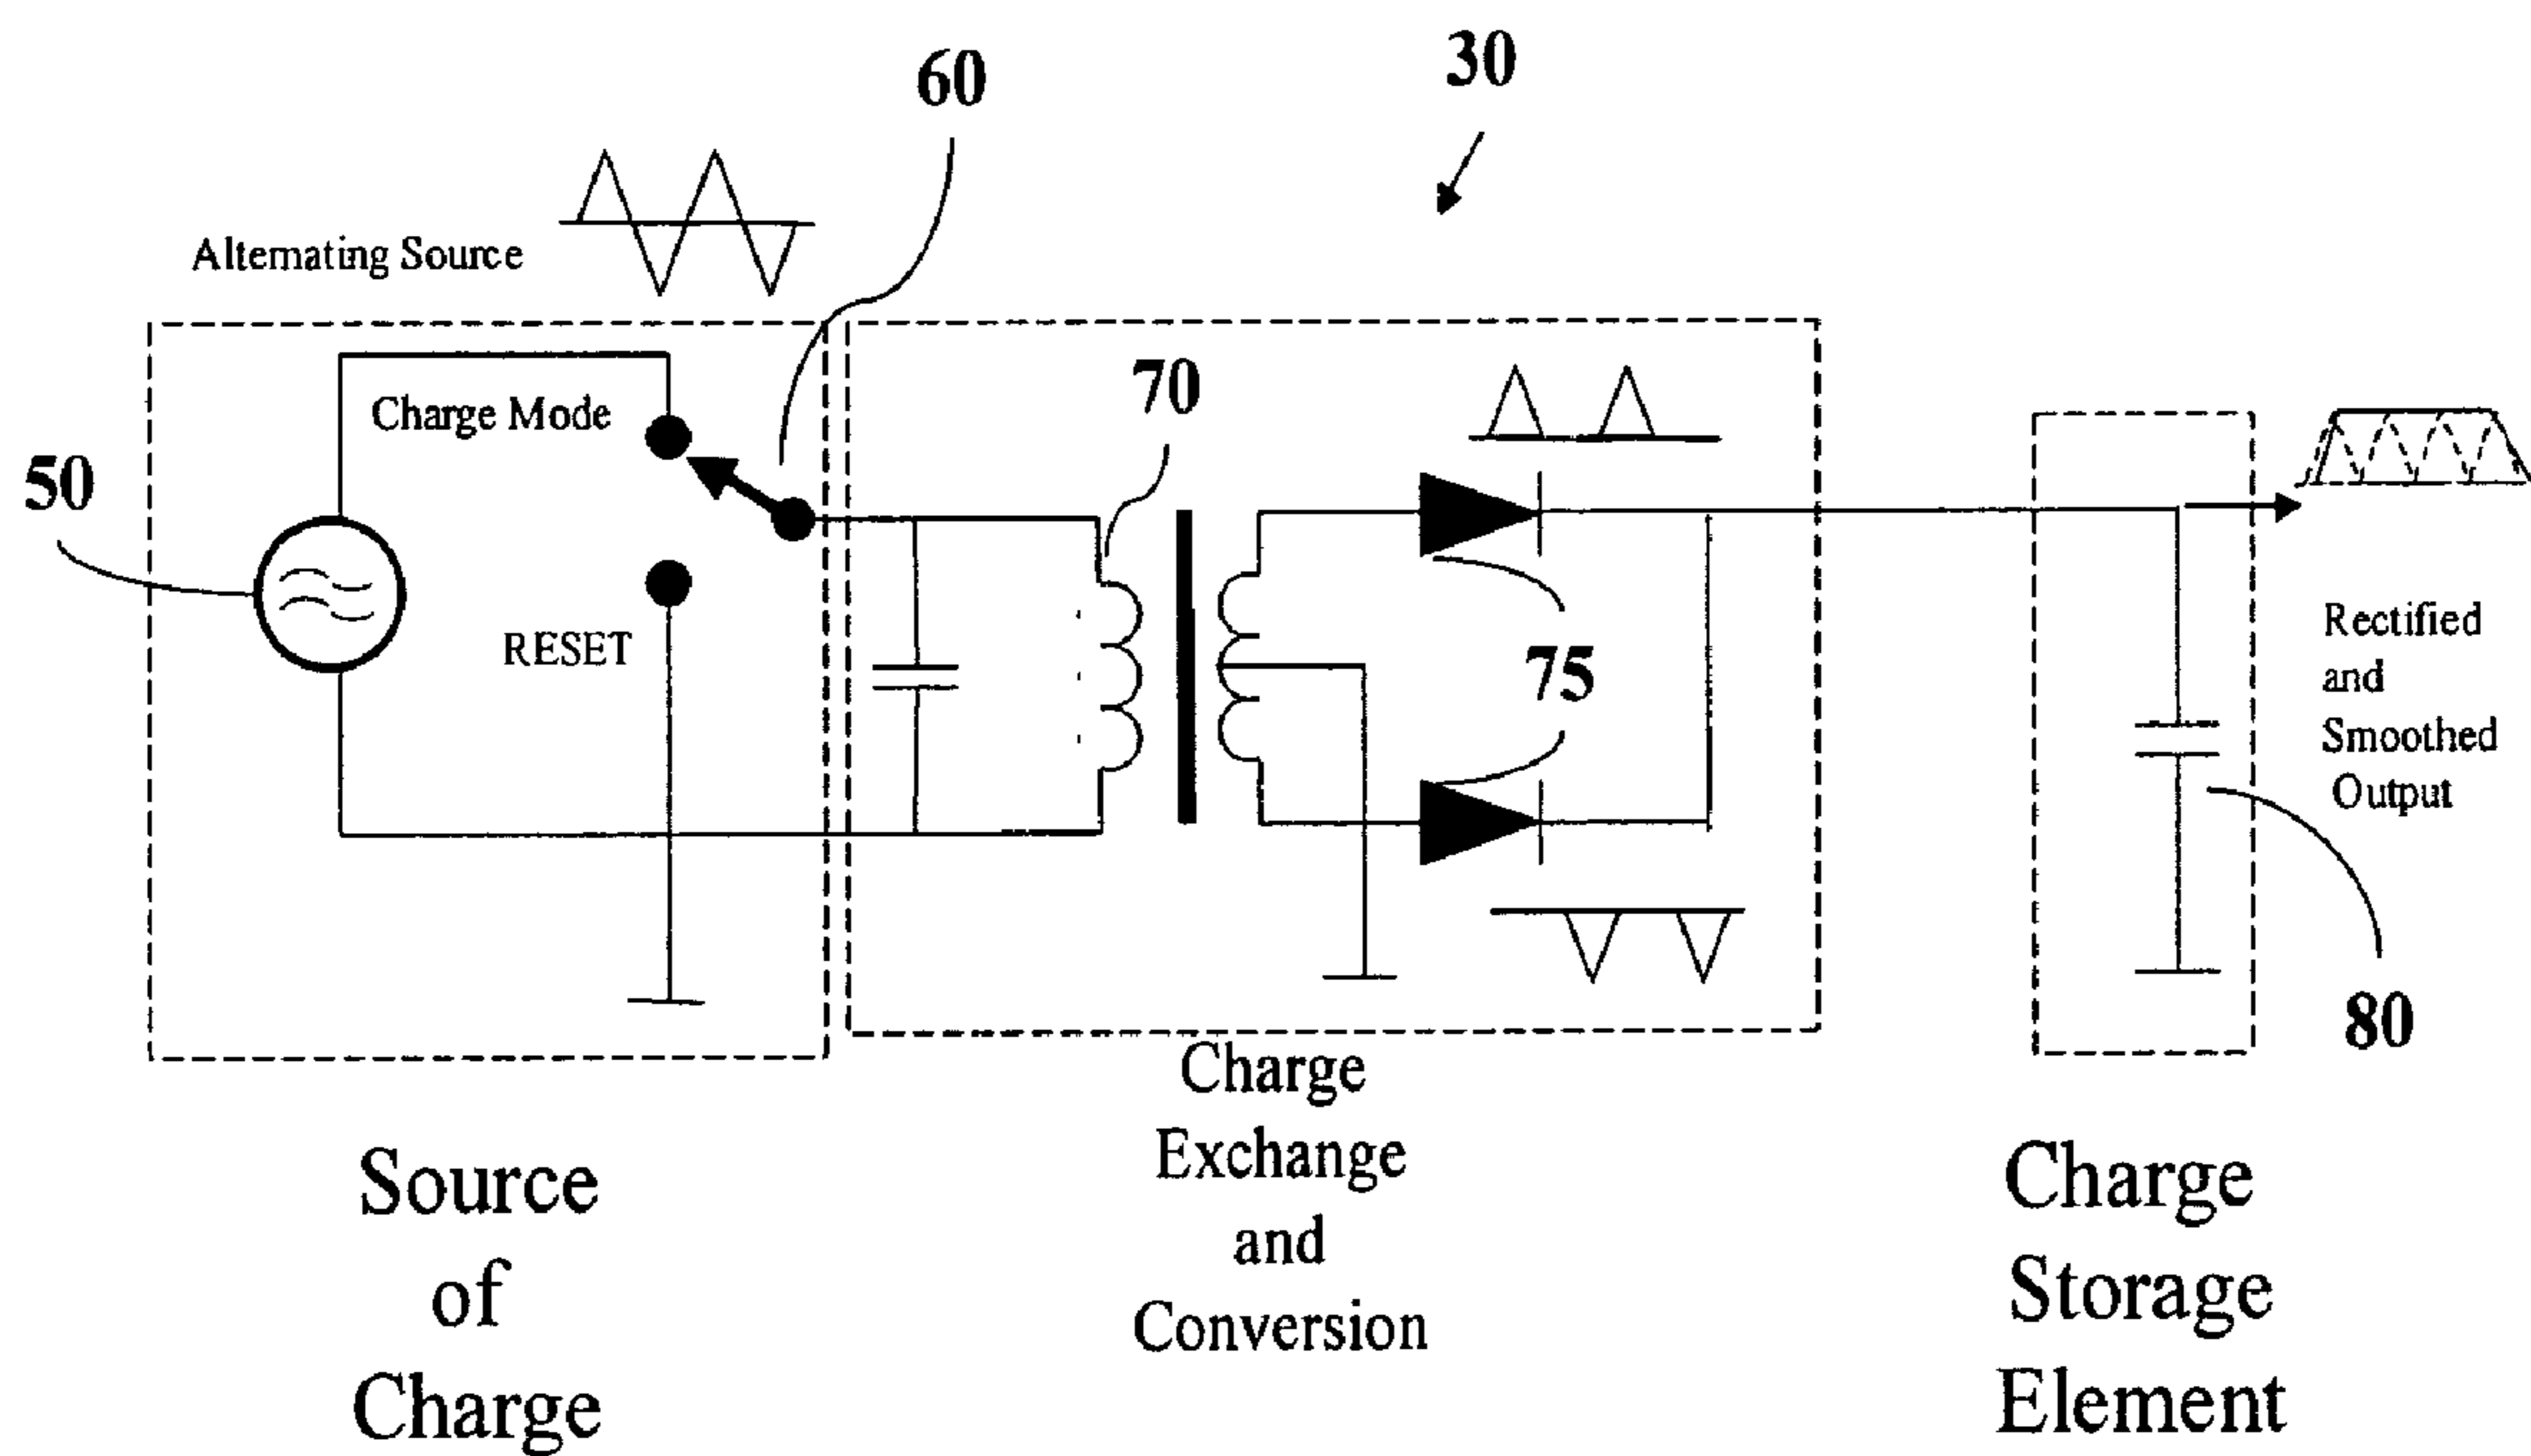 60
30
Alternating Source
70
Charge Mode
50
RESET
75
Rectified
and
Smoothed
Output
80
Charge
Exchange
and
Conversion
Source
of
Charge
Charge
Storage
Element